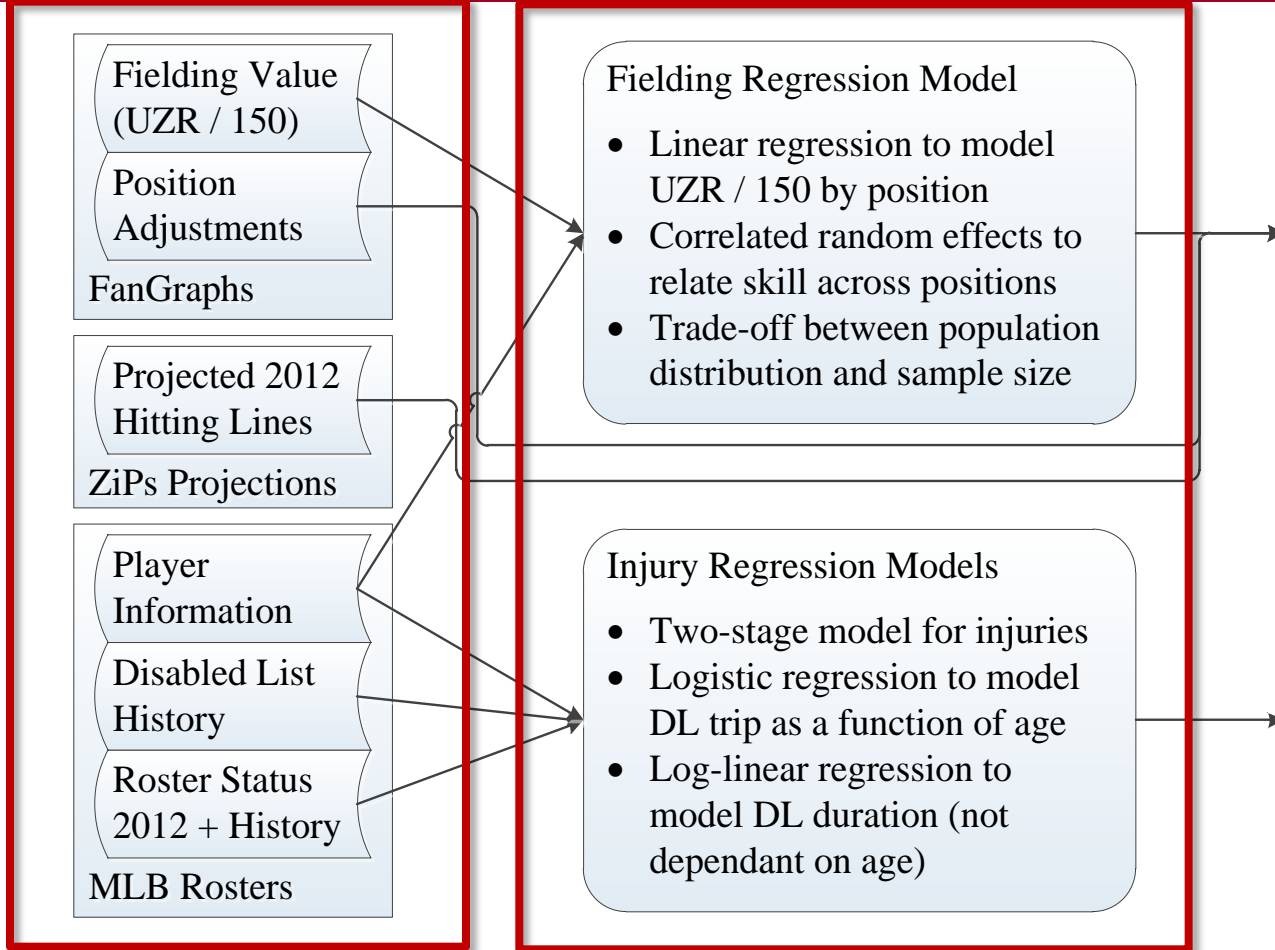 Fielding Value
(UZR / 150)
Position
Adjustments
FanGraphs
Projected 2012
Hitting Lines
ZiPs Projections
Player
Information
Disabled List
History
Roster Status
2012 + History
MLB Rosters
Fielding Regression Model
• Linear regression to model
UZR / 150 by position
• Correlated random effects to
relate skill across positions
• Trade-off between population
distribution and sample size
Injury Regression Models
• Two-stage model for injuries
• Logistic regression to model
DL trip as a function of age
• Log-linear regression to
model DL duration (not
dependant on age)